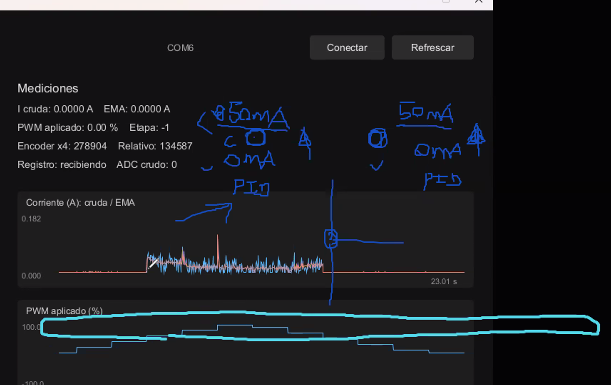 COM6 Conectar Refrescar
Mediciones
I cruda: 0.0000 A EMA: 0.0000 A
PWM aplicado: 0.00 % Etapa: -1
Encoder x4: 278904 Relativo: 134587
Registro: recibiendo ADC crudo: 0
850mA
0mA
PID
50mA
0mA
PID
Corriente (A): cruda / EMA
0.182
?
0.000
23.01 s
PWM aplicado (%)
100.0
-100.0